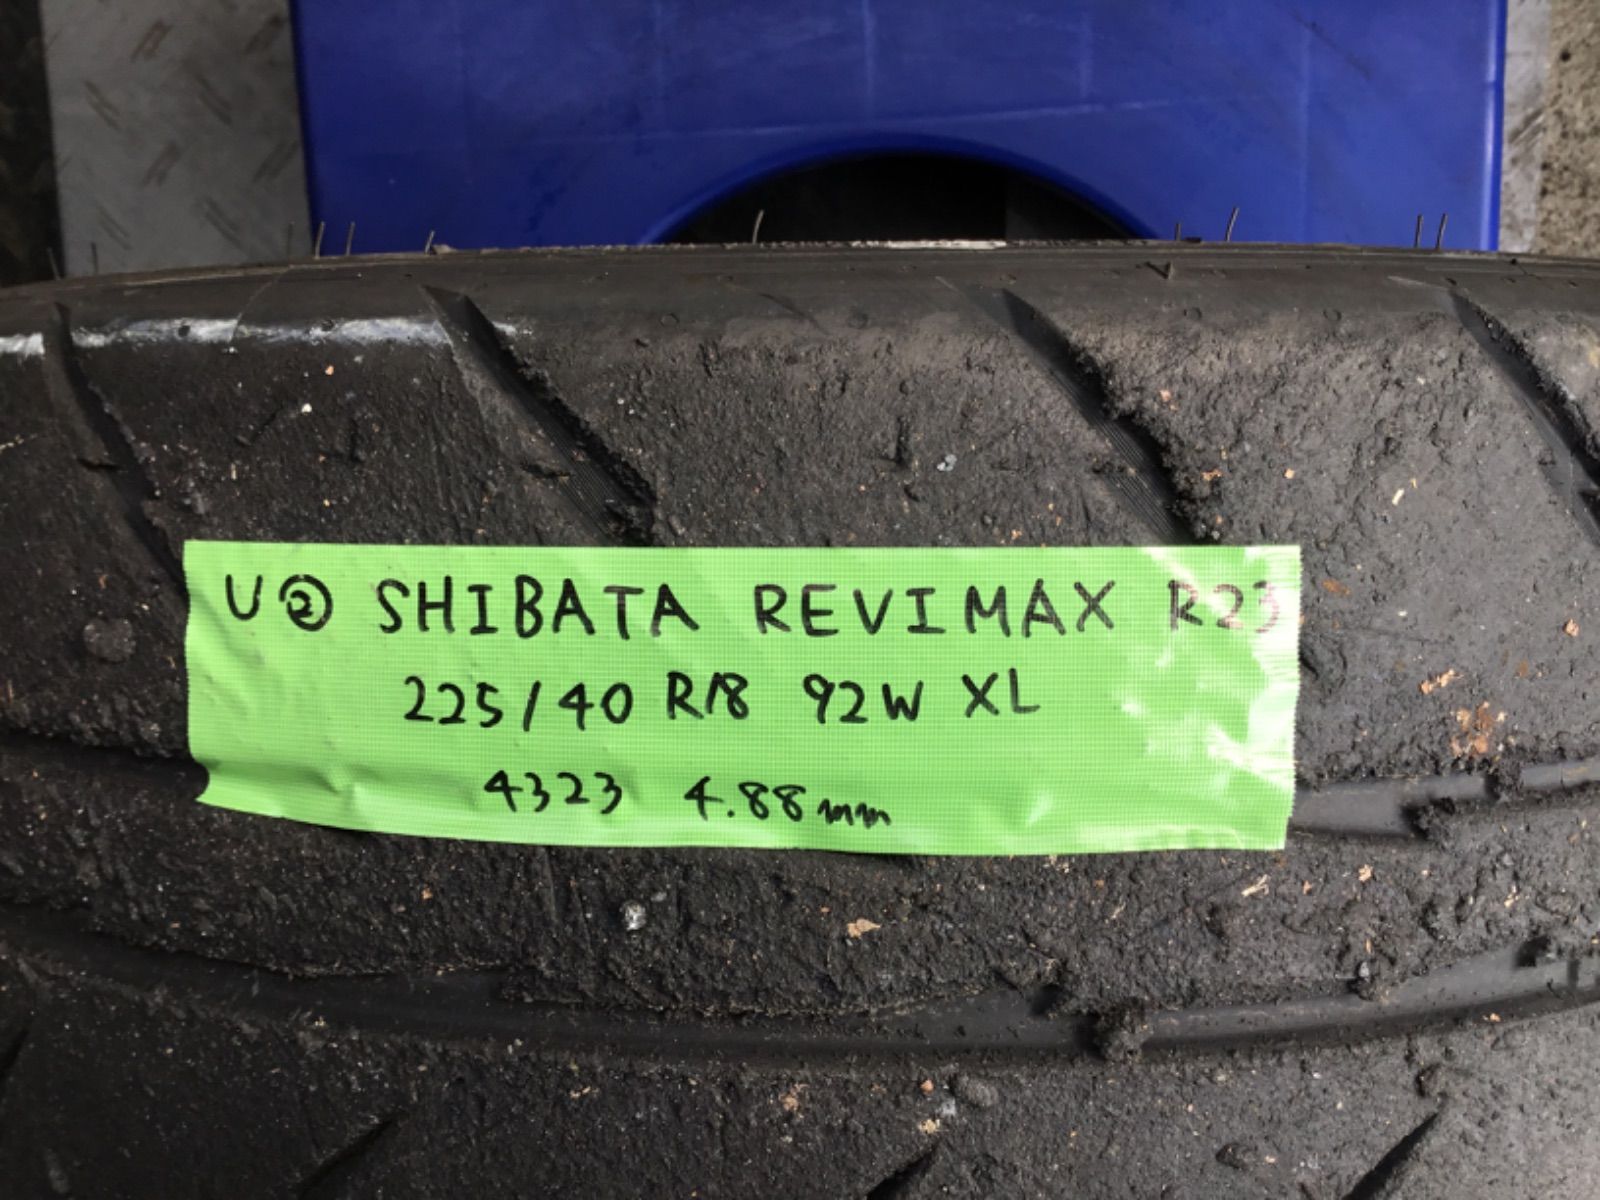 U② SHIBATA REVIMAX R23
225/40 R18 92W XL
4323 4.88mm